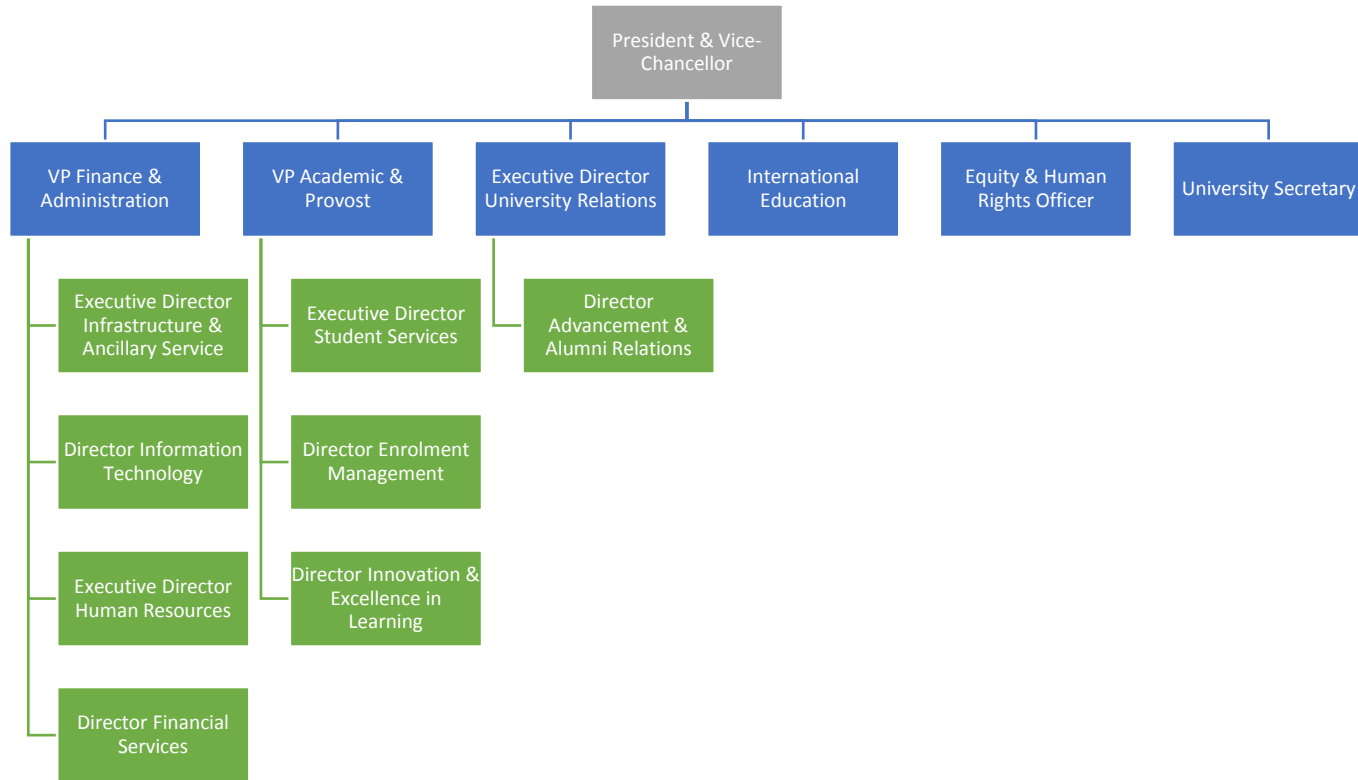 President & Vice-
Chancellor
VP Finance &
Administration
VP Academic &
Provost
Executive Director
University Relations
International
Education
Equity & Human
Rights Officer
University Secretary
Executive Director
Infrastructure &
Ancillary Service
Executive Director
Student Services
Director
Advancement &
Alumni Relations
Director Information
Technology
Director Enrolment
Management
Executive Director
Human Resources
Director Innovation &
Excellence in
Learning
Director Financial
Services